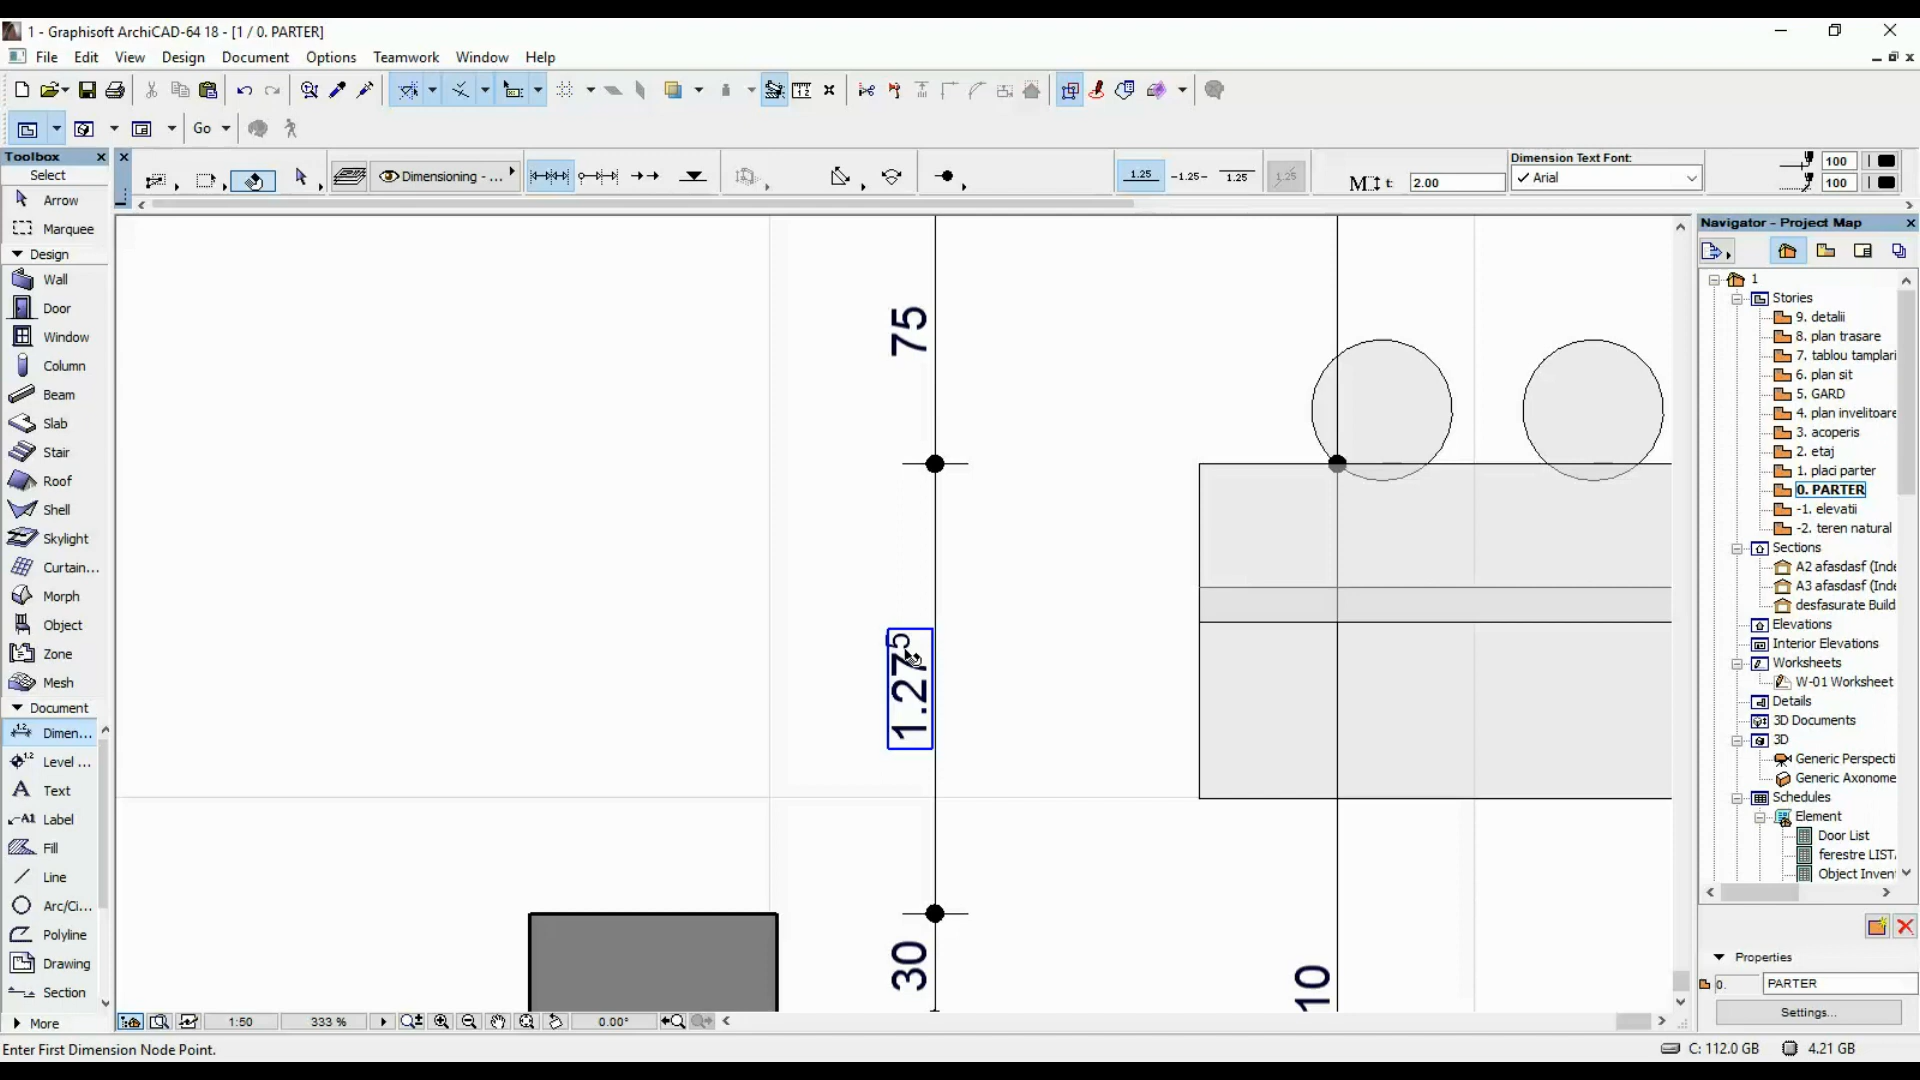 1 - Graphisoft ArchiCAD-64 18 - [1 / 0. PARTER]
File Edit View Design Document Options Teamwork Window Help
Go
Toolbox
Select
Arrow
Marquee
Design
Wall
Door
Window
Column
Beam
Slab
Stair
Roof
Shell
Skylight
Curtain...
Morph
Object
Zone
Mesh
Document
Dimen...
Level ...
Text
Label
Fill
Line
Arc/Ci...
Polyline
Drawing
Section
More
Dimensioning - ...
1.25
-1.25-
1.25
1.25
M t: 2.00
Dimension Text Font:
Arial
100
100
75
1.27⁵
30
10
Navigator - Project Map
1
Stories
9. detalii
8. plan trasare
7. tablou tamplari
6. plan sit
5. GARD
4. plan invelitoare
3. acoperis
2. etaj
1. placi parter
0. PARTER
-1. elevatii
-2. teren natural
Sections
A2 afasdasf (Inde
A3 afasdasf (Inde
desfasurate Build
Elevations
Interior Elevations
Worksheets
W-01 Worksheet
Details
3D Documents
3D
Generic Perspecti
Generic Axonome
Schedules
Element
Door List
ferestre LIST.
Object Inven
Properties
0. PARTER
Settings...
1:50 333 % 0.00°
Enter First Dimension Node Point.
C: 112.0 GB 4.21 GB